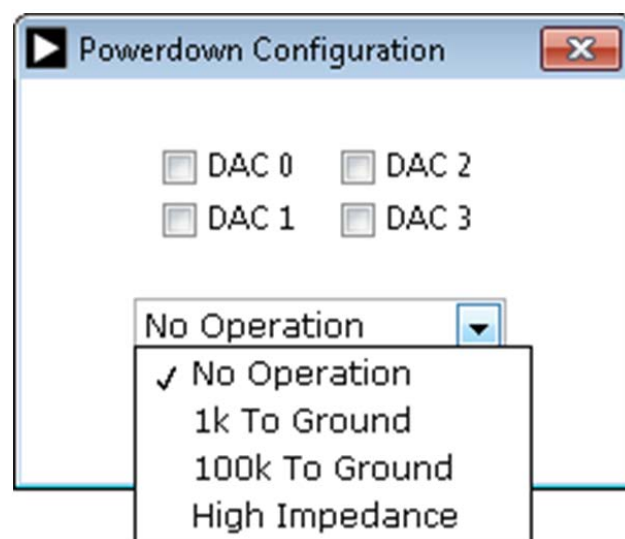 Powerdown Configuration
DAC 0 DAC 2
DAC 1 DAC 3
No Operation
No Operation
1k To Ground
100k To Ground
High Impedance